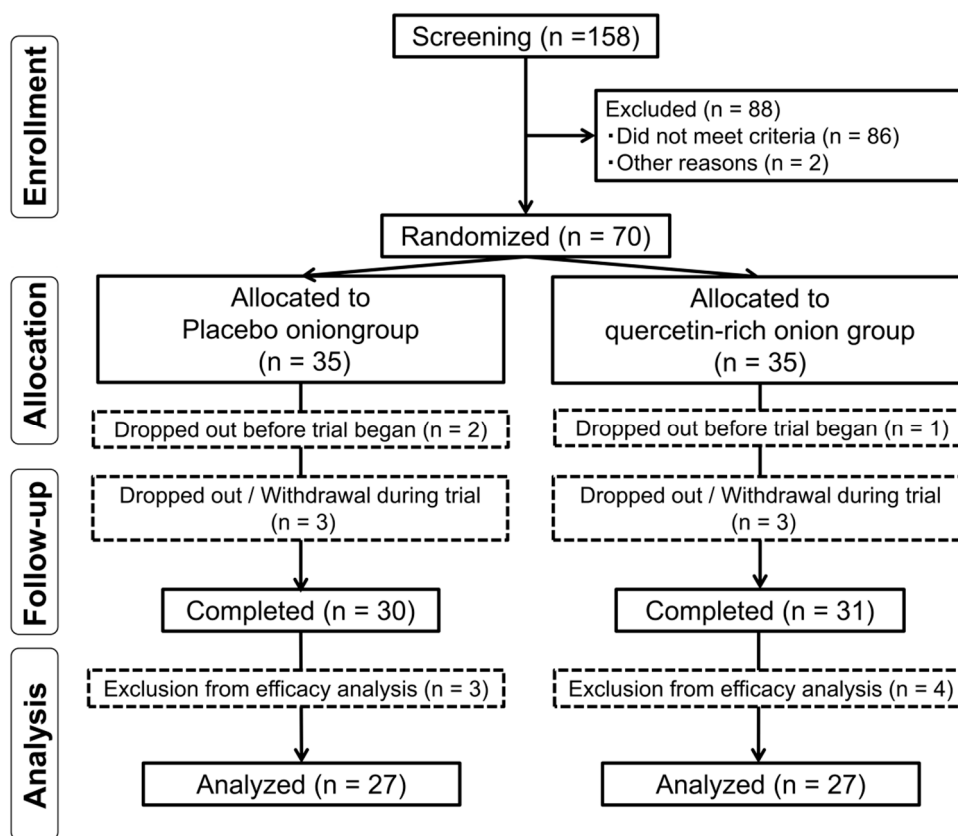 Enrollment
Screening (n =158)
Excluded (n = 88)
・Did not meet criteria (n = 86)
・Other reasons (n = 2)
Randomized (n = 70)
Allocation
Allocated to
Placebo oniongroup
(n = 35)
Allocated to
quercetin-rich onion group
(n = 35)
Dropped out before trial began (n = 2)
Dropped out before trial began (n = 1)
Follow-up
Dropped out / Withdrawal during trial
(n = 3)
Dropped out / Withdrawal during trial
(n = 3)
Completed (n = 30)
Completed (n = 31)
Analysis
Exclusion from efficacy analysis (n = 3)
Exclusion from efficacy analysis (n = 4)
Analyzed (n = 27)
Analyzed (n = 27)